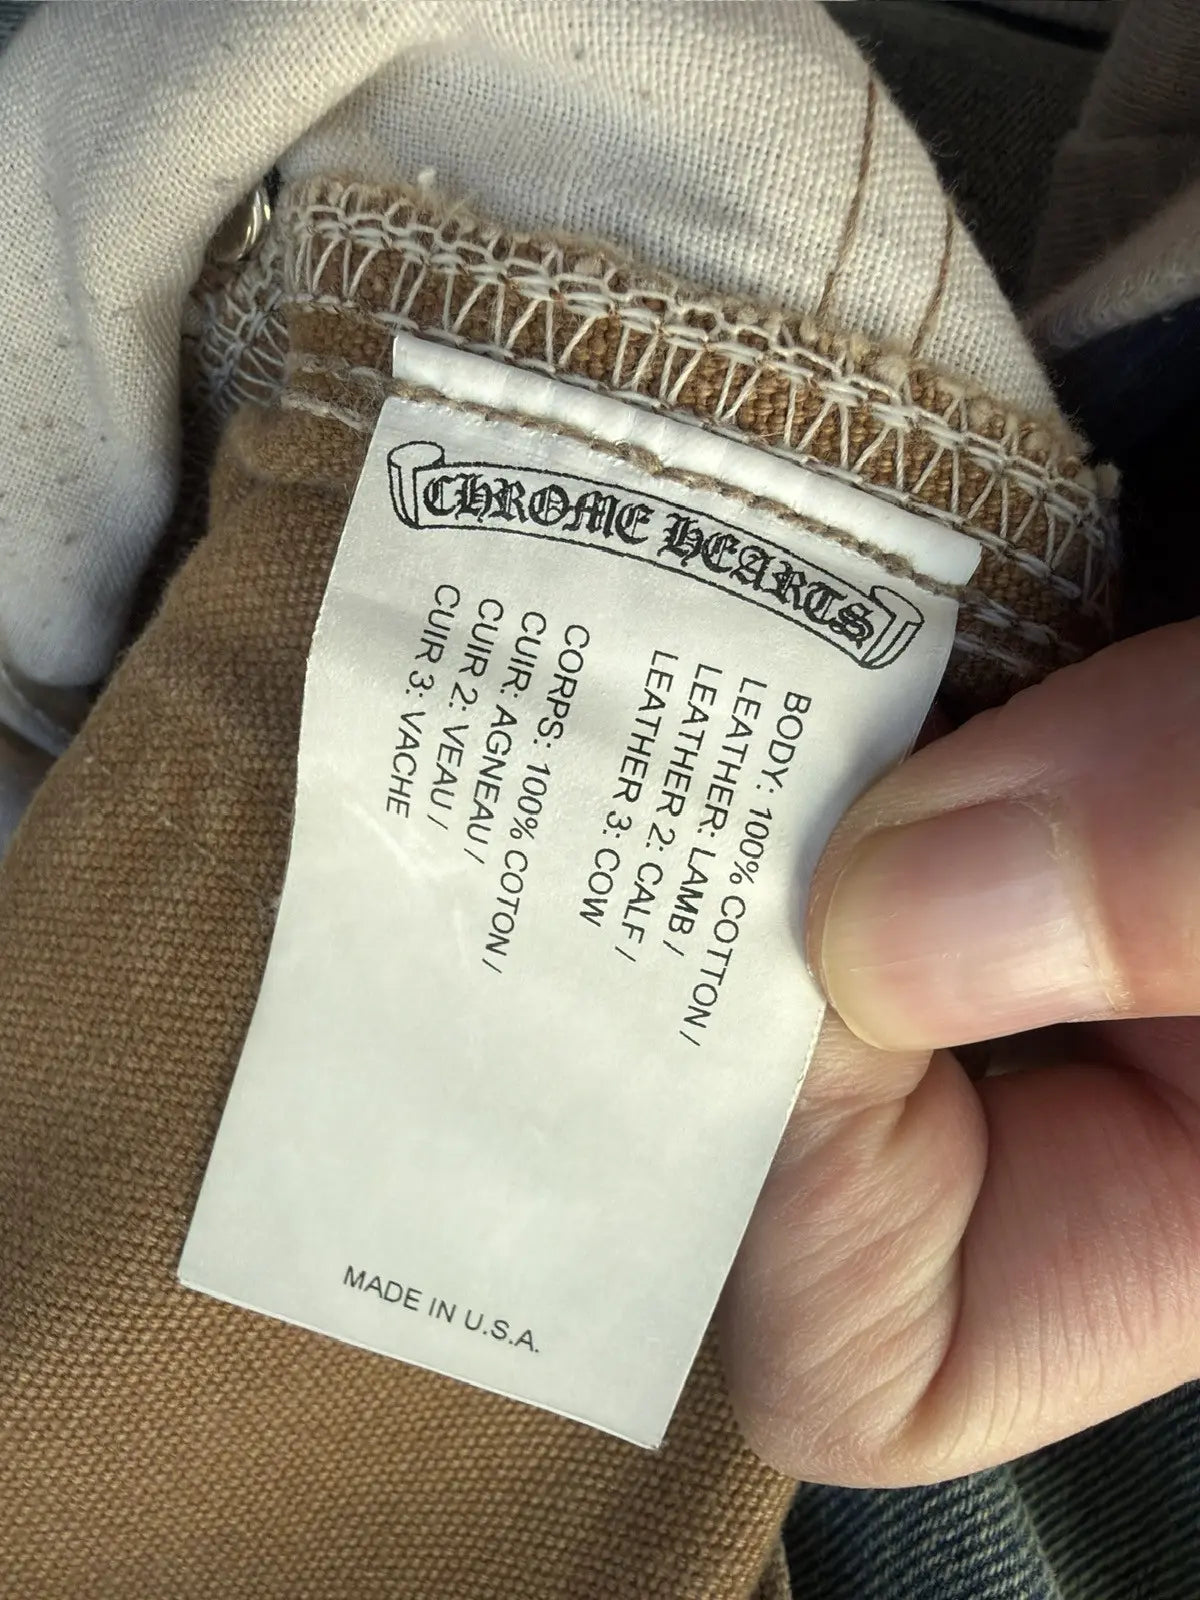 CHROME HEARTS
BODY: 100% COTTON /
LEATHER: LAMB /
LEATHER 2: CALF /
LEATHER 3: COW
CORPS: 100% COTON /
CUIR: AGNEAU /
CUIR 2: VEAU /
CUIR 3: VACHE
MADE IN U.S.A.